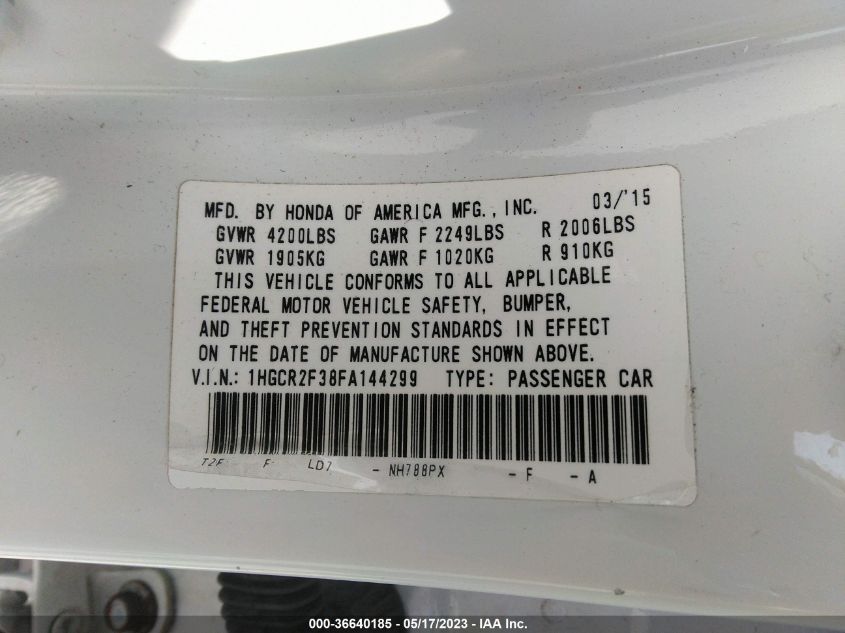 MFD. BY HONDA OF AMERICA MFG., INC. 03/'15
GVWR 4200LBS GAWR F 2249LBS R 2006LBS
GVWR 1905KG GAWR F 1020KG R 910KG
THIS VEHICLE CONFORMS TO ALL APPLICABLE
FEDERAL MOTOR VEHICLE SAFETY, BUMPER,
AND THEFT PREVENTION STANDARDS IN EFFECT
ON THE DATE OF MANUFACTURE SHOWN ABOVE.
V.I.N.: 1HGCR2F38FA144299 TYPE: PASSENGER CAR
F - NH788PX - F - A
000-36640185 - 05/17/2023 - IAA Inc.